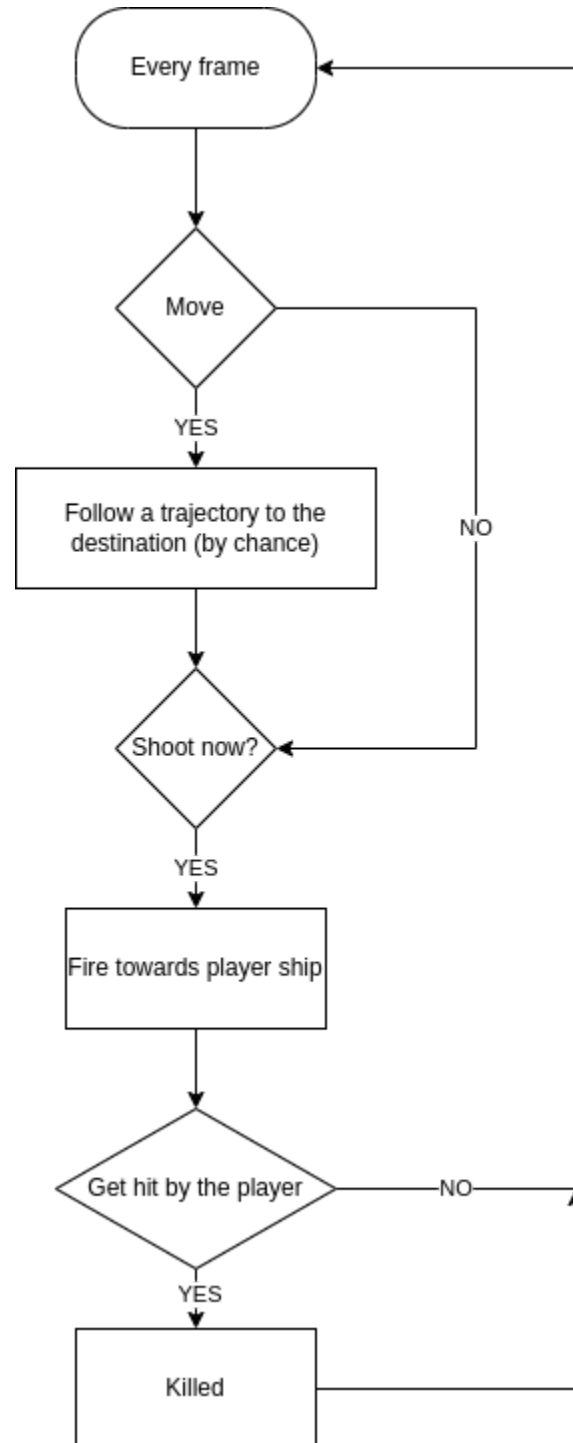 Every frame
Move
YES
Follow a trajectory to the
destination (by chance)
NO
Shoot now?
YES
Fire towards player ship
Get hit by the player
NO
YES
Killed